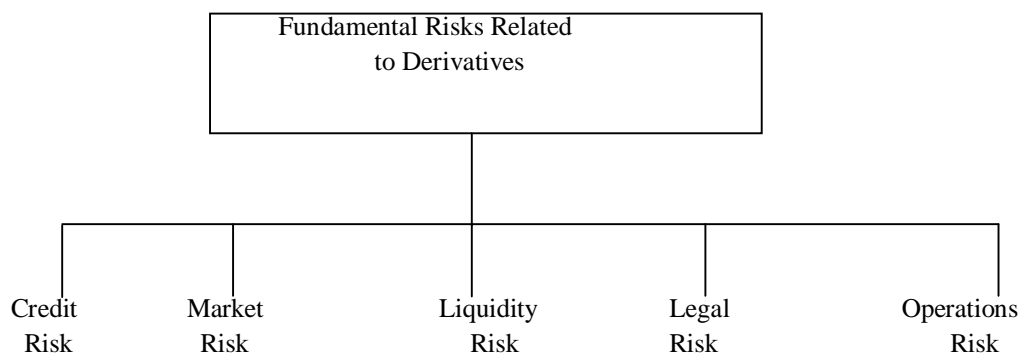 Fundamental Risks Related
to Derivatives
Credit
Risk
Market
Risk
Liquidity
Risk
Legal
Risk
Operations
Risk